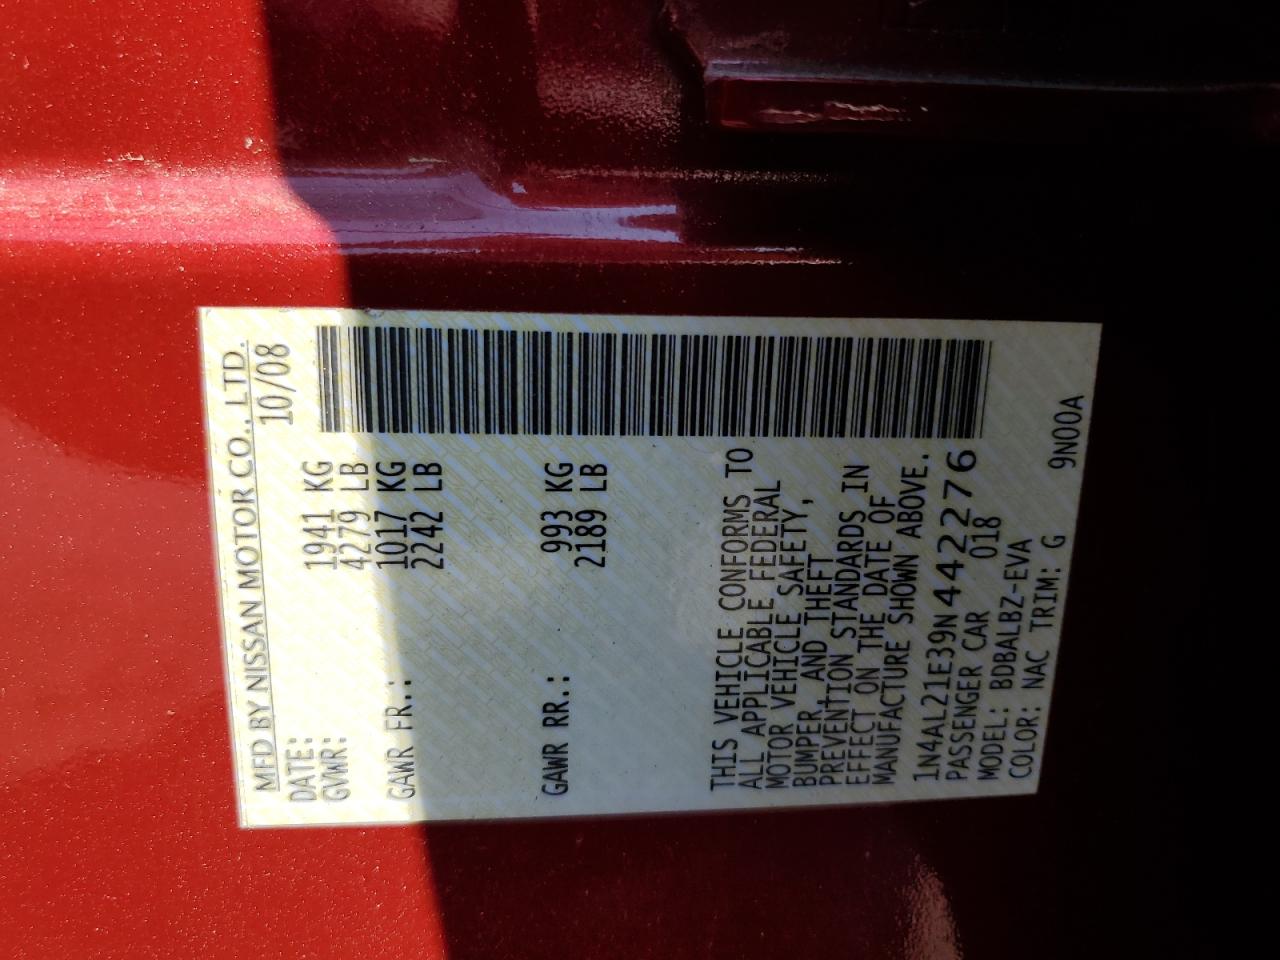 MFD BY NISSAN MOTOR CO., LTD.
DATE: 10/08
GVWR: 1941 KG
4279 LB
GAWR FR.: 1017 KG
2242 LB
GAWR RR.: 993 KG
2189 LB
THIS VEHICLE CONFORMS TO
ALL APPLICABLE FEDERAL
MOTOR VEHICLE SAFETY,
BUMPER, AND THEFT
PREVENTION STANDARDS IN
EFFECT ON THE DATE OF
MANUFACTURE SHOWN ABOVE.
1N4AL21E39N442276
PASSENGER CAR 018
MODEL: BDBALBZ-EVA
COLOR: NAC TRIM: G 9N00A